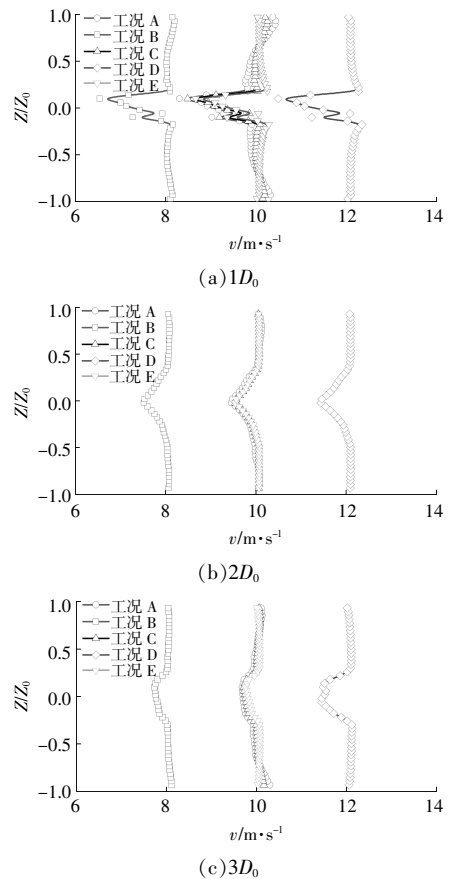 1.0
0.5
0.0
−0.5
−1.0
Z/Z₀
工况 A
工况 B
工况 C
工况 D
工况 E
6 8 10 12 14
v/m·s⁻¹
(a)1D₀
1.0
0.5
0.0
−0.5
−1.0
Z/Z₀
工况 A
工况 B
工况 C
工况 D
工况 E
6 8 10 12 14
v/m·s⁻¹
(b)2D₀
1.0
0.5
0.0
−0.5
−1.0
Z/Z₀
工况 A
工况 B
工况 C
工况 D
工况 E
6 8 10 12 14
v/m·s⁻¹
(c)3D₀